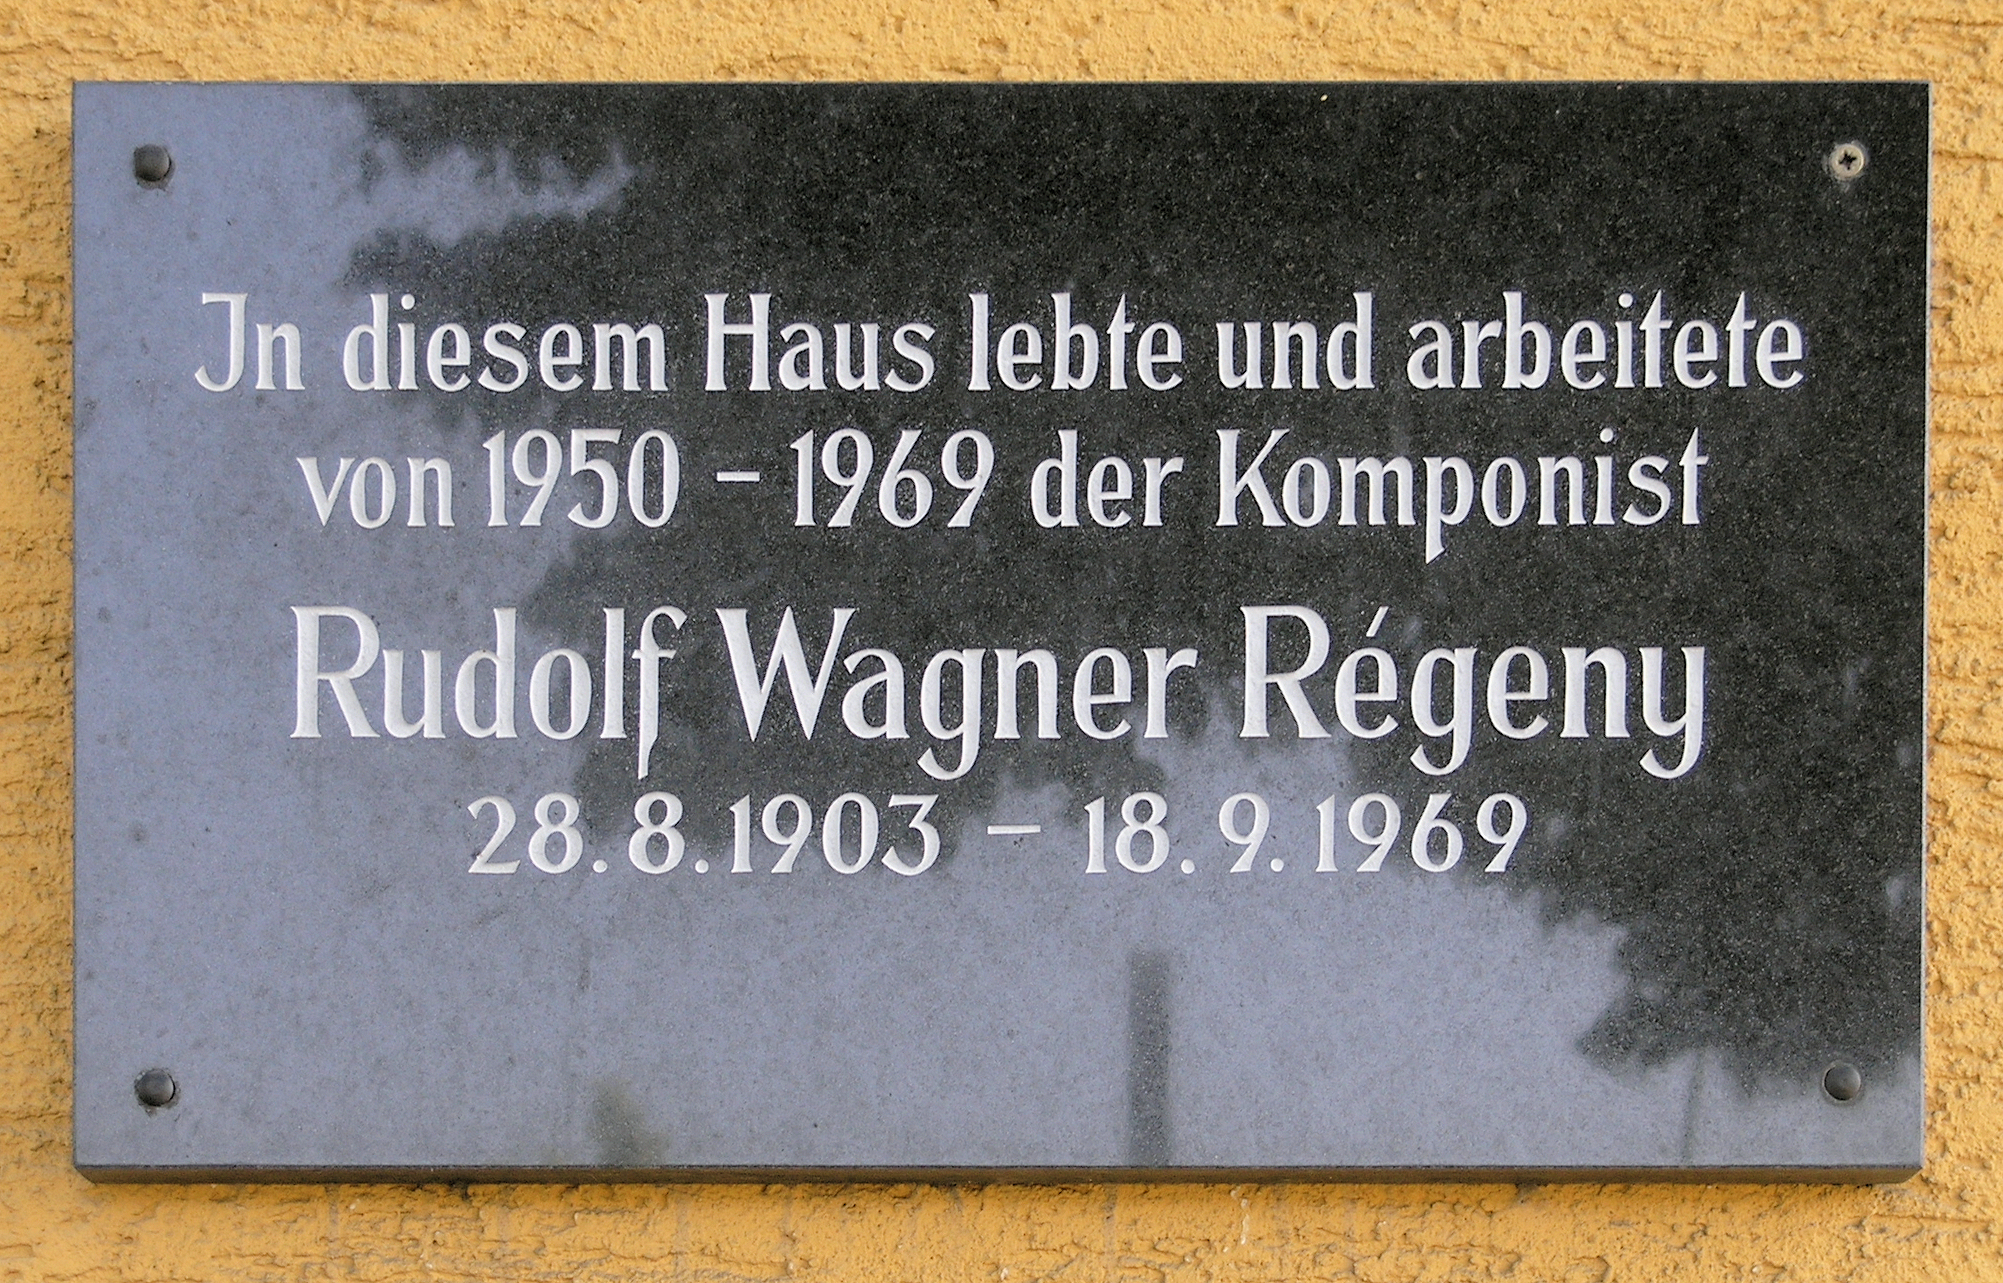 Jn diesem Haus lebte und arbeitete
von 1950 – 1969 der Komponist
Rudolf Wagner Régeny
28.8.1903 – 18.9.1969